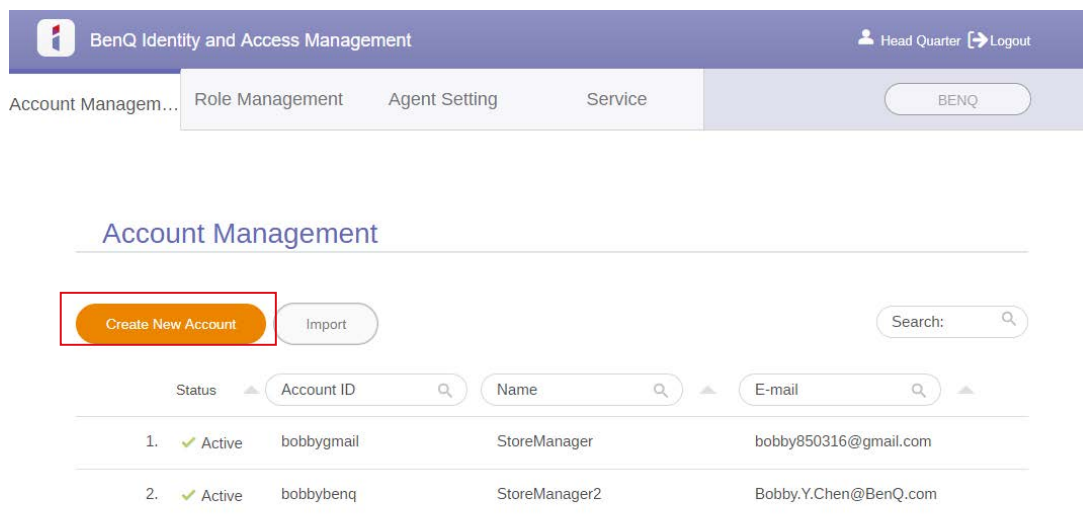 BenQ Identity and Access Management
Head Quarter Logout
Account Managem... Role Management Agent Setting Service BENQ
Account Management
Create New Account Import Search:
Status Account ID Name E-mail
1. Active bobbygmail StoreManager bobby850316@gmail.com
2. Active bobbybenq StoreManager2 Bobby.Y.Chen@BenQ.com